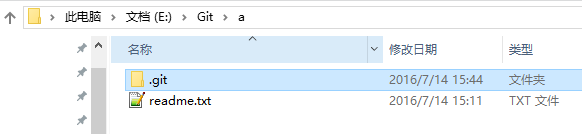 此电脑 › 文档 (E:) › Git › a
名称 修改日期 类型
.git 2016/7/14 15:44 文件夹
readme.txt 2016/7/14 15:11 TXT 文件